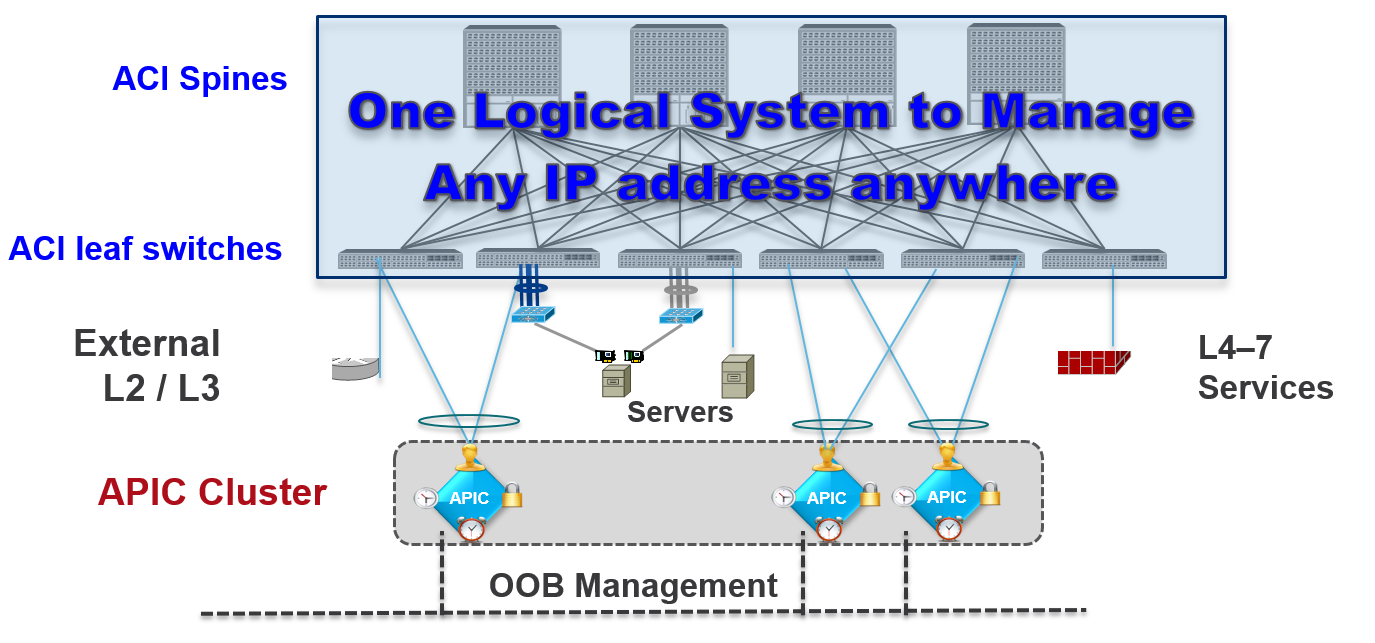 ACI Spines
One Logical System to Manage
Any IP address anywhere
ACI leaf switches
External
L2 / L3
L4–7
Services
Servers
APIC Cluster
APIC
APIC
APIC
OOB Management